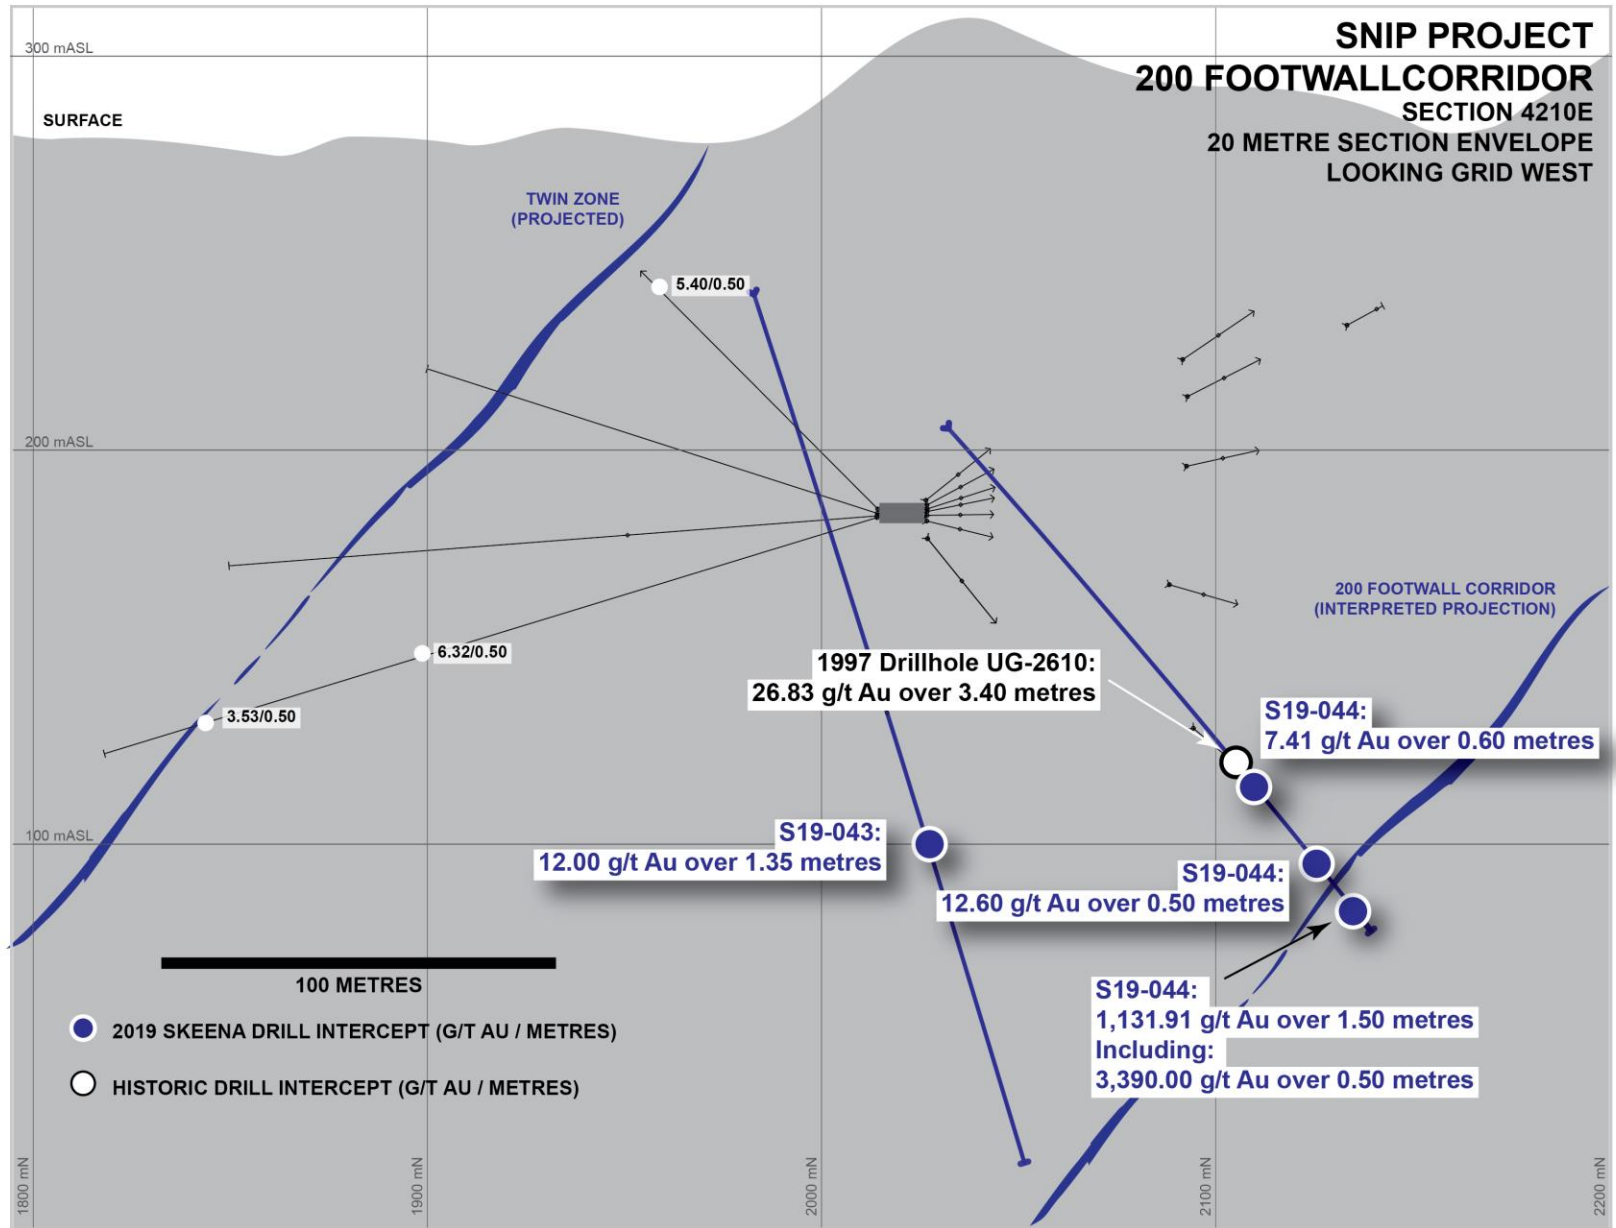 SNIP PROJECT
200 FOOTWALLCORRIDOR
SECTION 4210E
20 METRE SECTION ENVELOPE
LOOKING GRID WEST
300 mASL
SURFACE
TWIN ZONE
(PROJECTED)
5.40/0.50
200 mASL
200 FOOTWALL CORRIDOR
(INTERPRETED PROJECTION)
6.32/0.50
1997 Drillhole UG-2610:
26.83 g/t Au over 3.40 metres
3.53/0.50
S19-044:
7.41 g/t Au over 0.60 metres
100 mASL
S19-043:
12.00 g/t Au over 1.35 metres
S19-044:
12.60 g/t Au over 0.50 metres
100 METRES
S19-044:
1,131.91 g/t Au over 1.50 metres
Including:
3,390.00 g/t Au over 0.50 metres
2019 SKEENA DRILL INTERCEPT (G/T AU / METRES)
HISTORIC DRILL INTERCEPT (G/T AU / METRES)
1800 mN
1900 mN
2000 mN
2100 mN
2200 mN